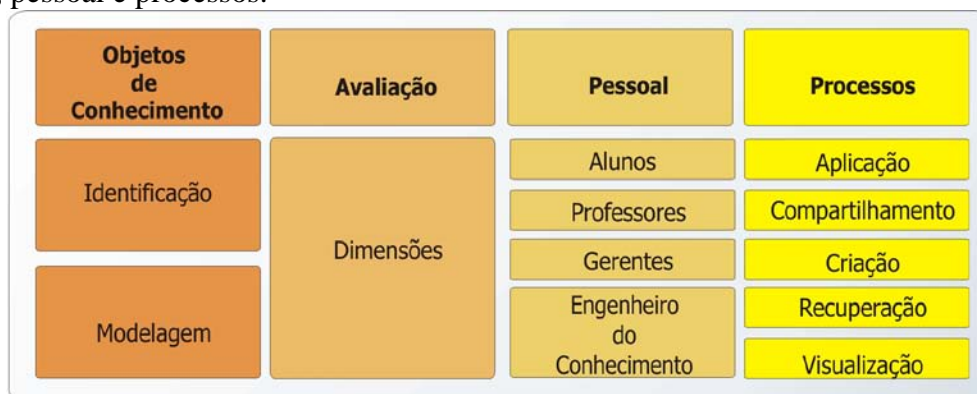 pessoal e processos.
Objetos
de
Conhecimento
Avaliação
Pessoal
Processos
Identificação
Modelagem
Dimensões
Alunos
Professores
Gerentes
Engenheiro
do
Conhecimento
Aplicação
Compartilhamento
Criação
Recuperação
Visualização